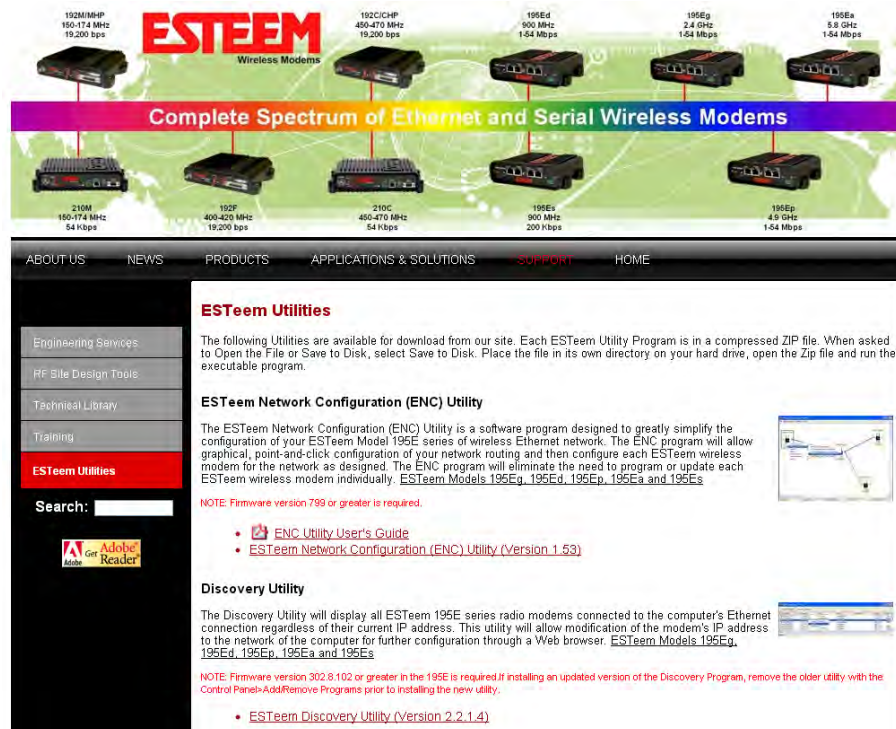 192M/MHP
150-174 MHz
19,200 bps
ESTEEM
Wireless Modems
192C/CHP
450-470 MHz
19,200 bps
195Ed
900 MHz
1-54 Mbps
195Eg
2.4 GHz
1-54 Mbps
195Ea
5.8 GHz
1-54 Mbps
Complete Spectrum of Ethernet and Serial Wireless Modems
210M
150-174 MHz
54 Kbps
192F
400-420 MHz
19,200 bps
210C
450-470 MHz
54 Kbps
195Es
900 MHz
200 Kbps
195Ep
4.9 GHz
1-54 Mbps
ABOUT US NEWS PRODUCTS APPLICATIONS & SOLUTIONS SUPPORT HOME
Engineering Services
RF Site Design Tools
Technical Library
Training
ESTeem Utilities
Search:
Adobe Get Adobe® Reader®
ESTeem Utilities
The following Utilities are available for download from our site. Each ESTeem Utility Program is in a compressed ZIP file. When asked
to Open the File or Save to Disk, select Save to Disk. Place the file in its own directory on your hard drive, open the Zip file and run the
executable program.
ESTeem Network Configuration (ENC) Utility
The ESTeem Network Configuration (ENC) Utility is a software program designed to greatly simplify the
configuration of your ESTeem Model 195E series of wireless Ethernet network. The ENC program will allow
graphical, point-and-click configuration of your network routing and then configure each ESTeem wireless
modem for the network as designed. The ENC program will eliminate the need to program or update each
ESTeem wireless modem individually. ESTeem Models 195Eg, 195Ed, 195Ep, 195Ea and 195Es
NOTE: Firmware version 799 or greater is required.
• ENC Utility User's Guide
• ESTeem Network Configuration (ENC) Utility (Version 1.53)
Discovery Utility
The Discovery Utility will display all ESTeem 195E series radio modems connected to the computer's Ethernet
connection regardless of their current IP address. This utility will allow modification of the modem's IP address
to the network of the computer for further configuration through a Web browser. ESTeem Models 195Eg,
195Ed, 195Ep, 195Ea and 195Es
NOTE: Firmware version 302.8.102 or greater in the 195E is required.If installing an updated version of the Discovery Program, remove the older utility with the
Control Panel>Add/Remove Programs prior to installing the new utility.
• ESTeem Discovery Utility (Version 2.2.1.4)